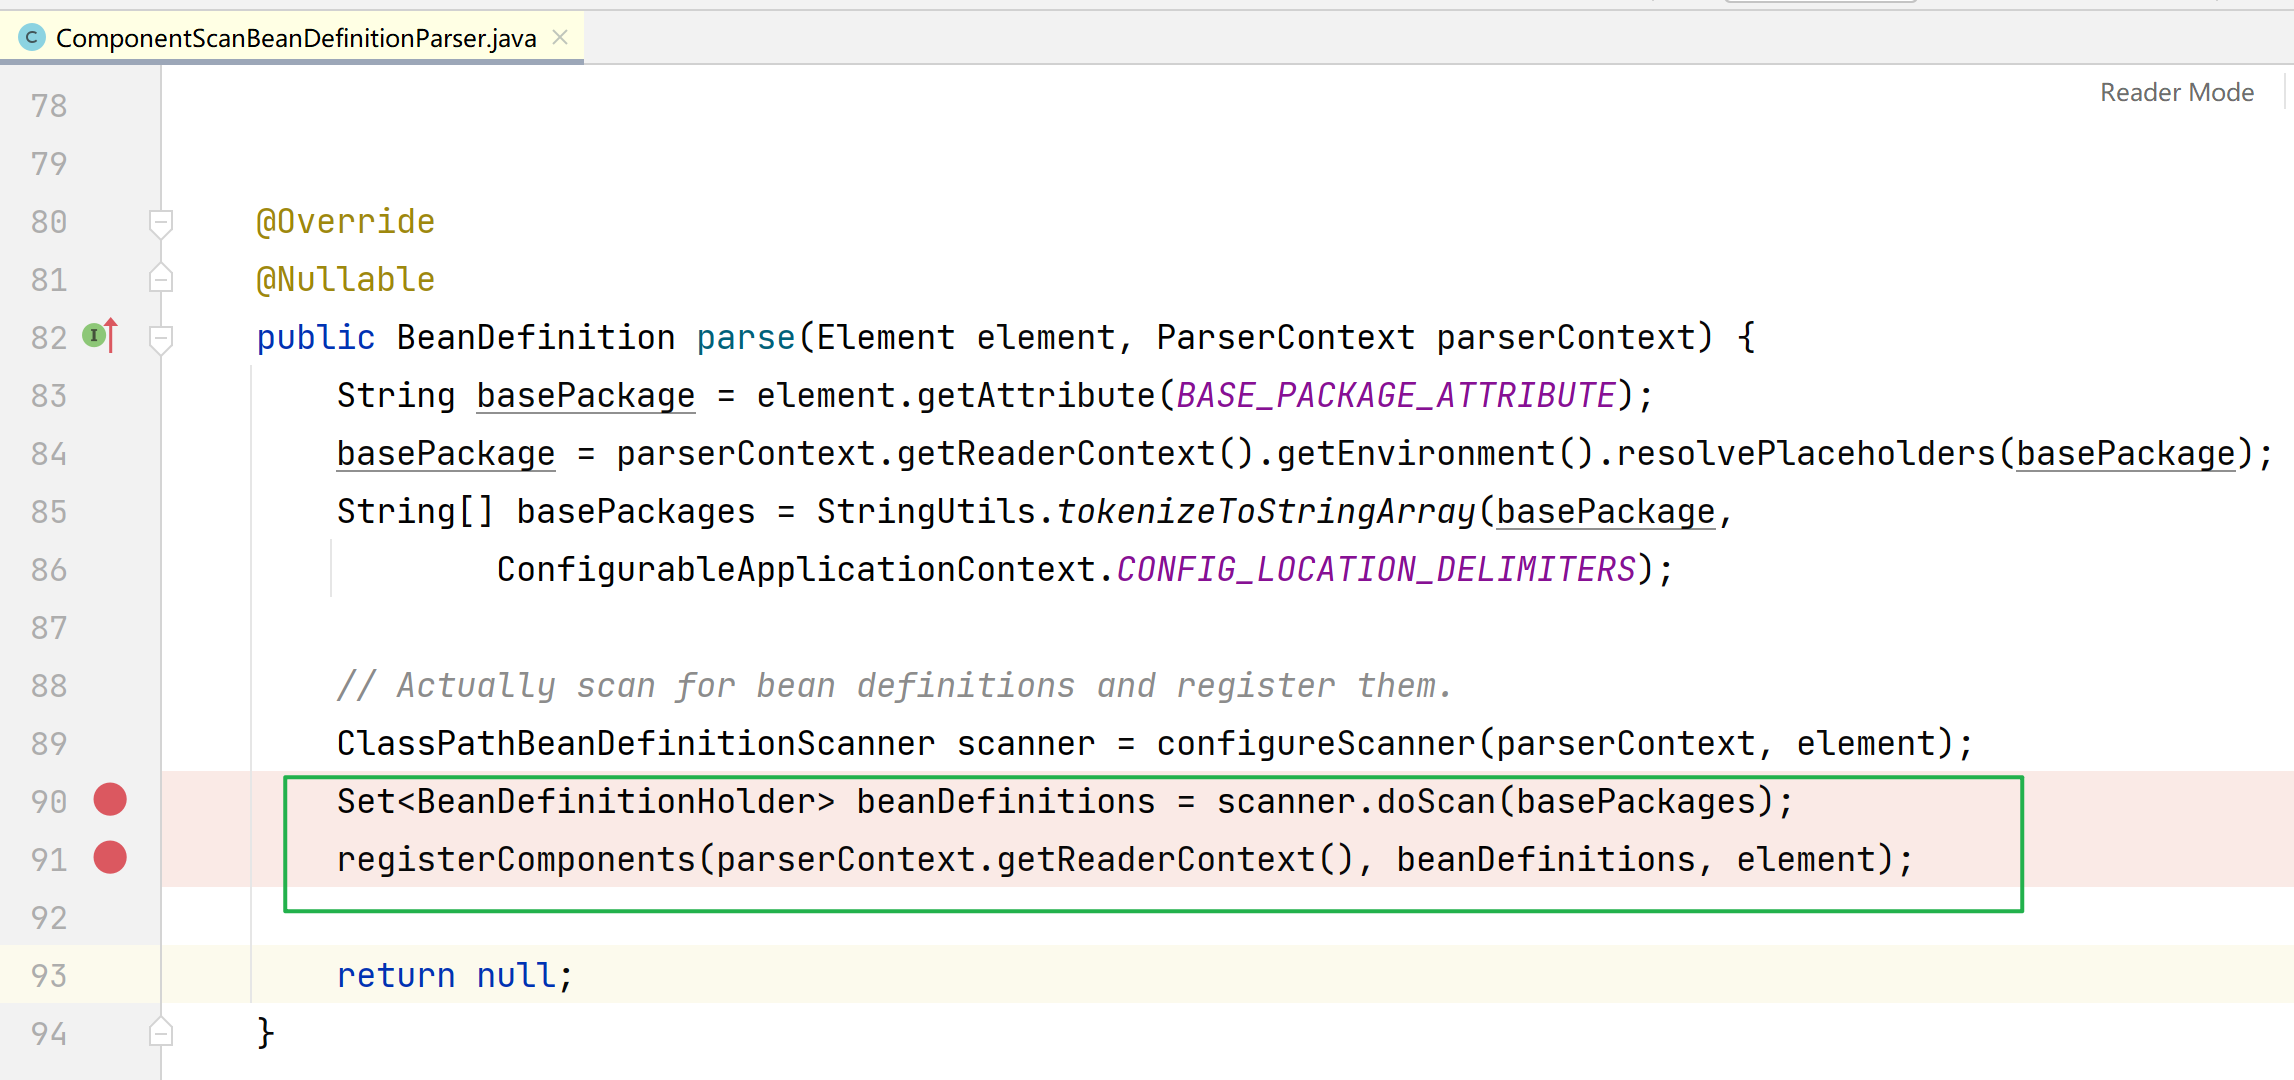 C ComponentScanBeanDefinitionParser.java
Reader Mode
78
79
80 @Override
81 @Nullable
82 I public BeanDefinition parse(Element element, ParserContext parserContext) {
83 String basePackage = element.getAttribute(BASE_PACKAGE_ATTRIBUTE);
84 basePackage = parserContext.getReaderContext().getEnvironment().resolvePlaceholders(basePackage);
85 String[] basePackages = StringUtils.tokenizeToStringArray(basePackage,
86 ConfigurableApplicationContext.CONFIG_LOCATION_DELIMITERS);
87
88 // Actually scan for bean definitions and register them.
89 ClassPathBeanDefinitionScanner scanner = configureScanner(parserContext, element);
90 Set<BeanDefinitionHolder> beanDefinitions = scanner.doScan(basePackages);
91 registerComponents(parserContext.getReaderContext(), beanDefinitions, element);
92
93 return null;
94 }